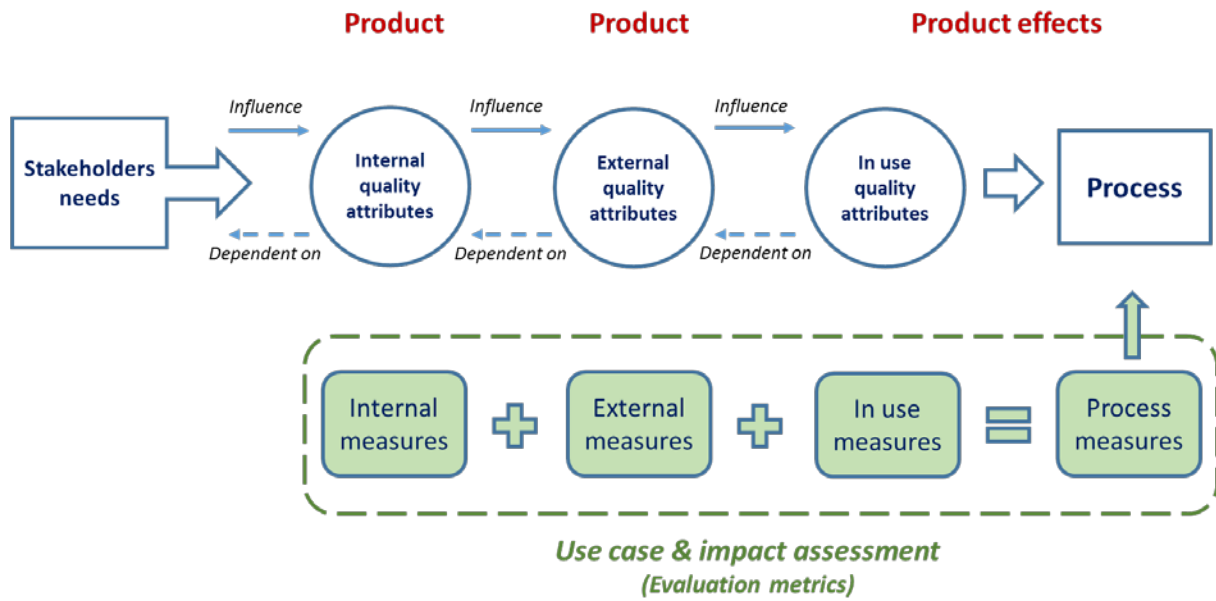 Product
Product
Product effects
Influence
Influence
Influence
Stakeholders
needs
Internal
quality
attributes
External
quality
attributes
In use
quality
attributes
Process
Dependent on
Dependent on
Dependent on
Internal
measures
External
measures
In use
measures
Process
measures
Use case & impact assessment
(Evaluation metrics)